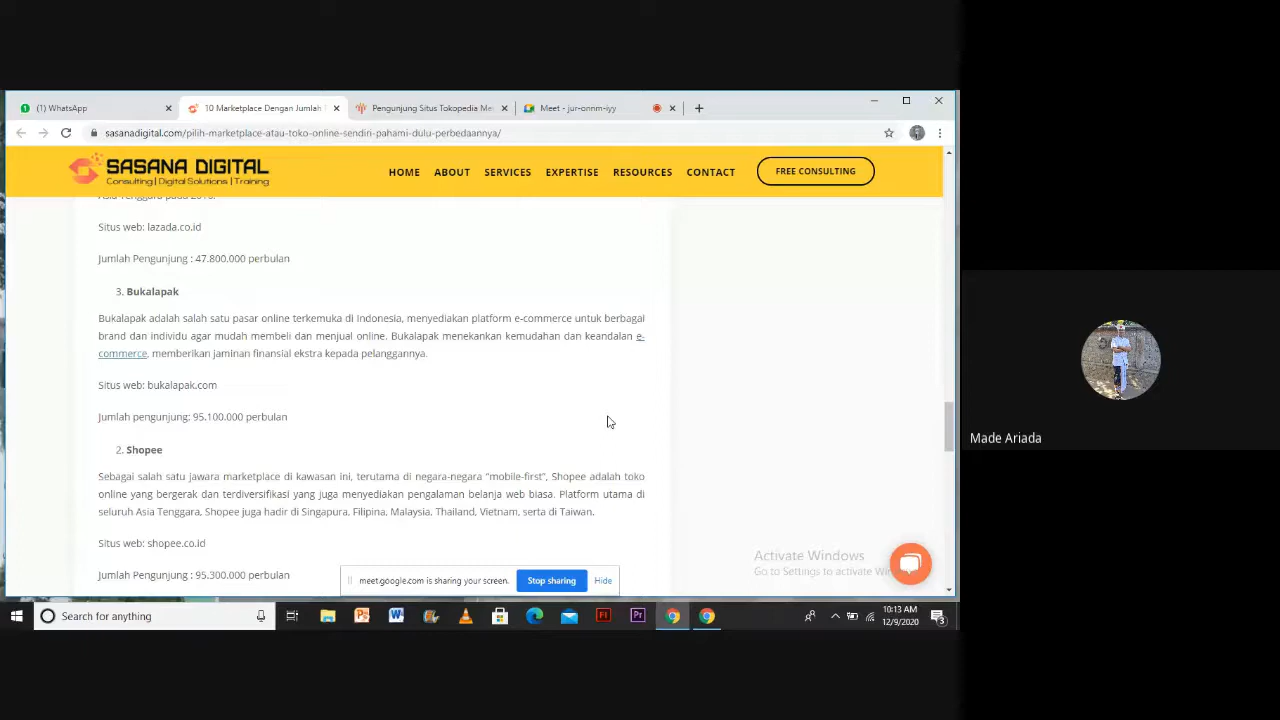 (1) WhatsApp
10 Marketplace Dengan Jumlah
Pengunjung Situs Tokopedia Me
Meet - jur-onnm-iyy
sasanadigital.com/pilih-marketplace-atau-toko-online-sendiri-pahami-dulu-perbedaannya/
SASANA DIGITAL
Consulting | Digital Solutions | Training
HOME
ABOUT
SERVICES
EXPERTISE
RESOURCES
CONTACT
FREE CONSULTING
Situs web: lazada.co.id
Jumlah Pengunjung : 47.800.000 perbulan
3. Bukalapak
Bukalapak adalah salah satu pasar online terkemuka di Indonesia, menyediakan platform e-commerce untuk berbagai
brand dan individu agar mudah membeli dan menjual online. Bukalapak menekankan kemudahan dan keandalan e-
commerce, memberikan jaminan finansial ekstra kepada pelanggannya.
Situs web: bukalapak.com
Jumlah pengunjung: 95.100.000 perbulan
2. Shopee
Sebagai salah satu jawara marketplace di kawasan ini, terutama di negara-negara “mobile-first”, Shopee adalah toko
online yang bergerak dan terdiversifikasi yang juga menyediakan pengalaman belanja web biasa. Platform utama di
seluruh Asia Tenggara, Shopee juga hadir di Singapura, Filipina, Malaysia, Thailand, Vietnam, serta di Taiwan.
Situs web: shopee.co.id
Jumlah Pengunjung : 95.300.000 perbulan
meet.google.com is sharing your screen.
Stop sharing
Hide
Activate Windows
Go to Settings to activate
Search for anything
10:13 AM
12/9/2020
3
Made Ariada